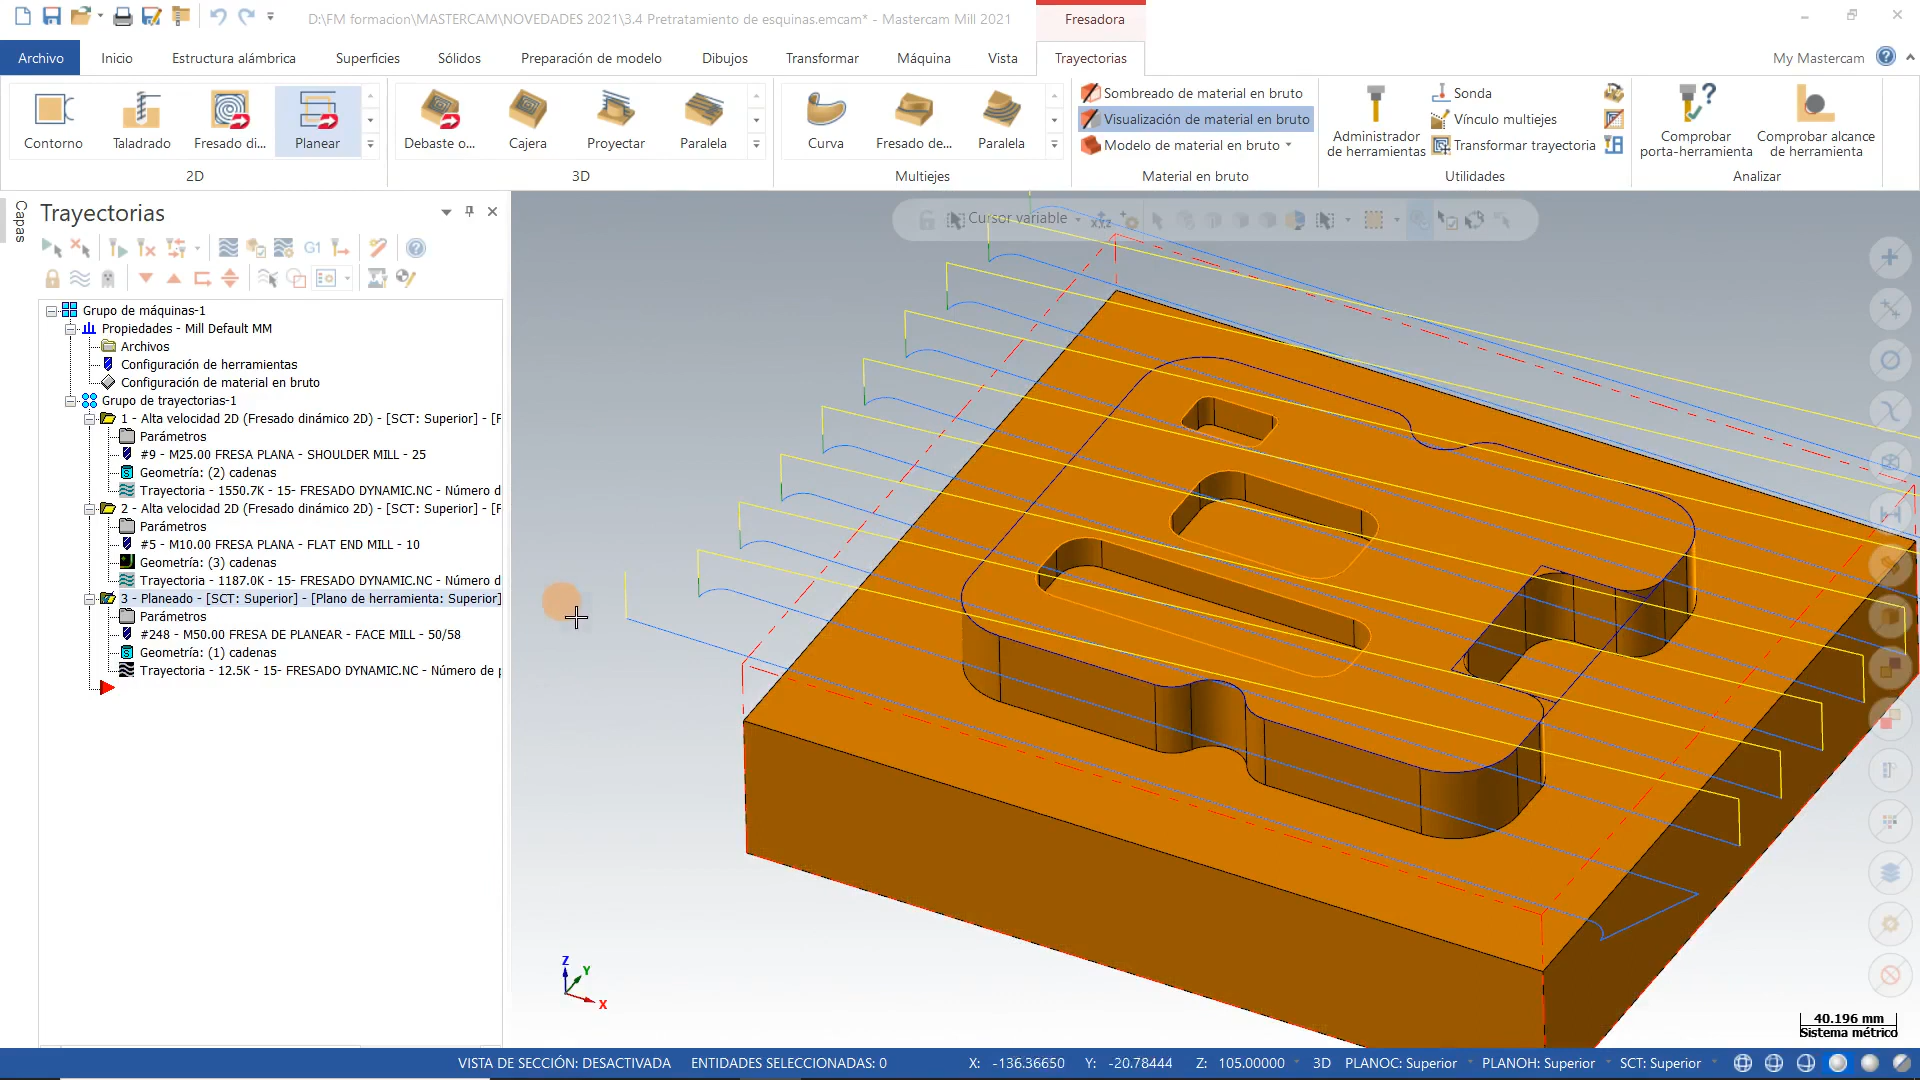 D:\FM formacion\MASTERCAM\NOVEDADES 2021\3.4 Pretratamiento de esquinas.emcam* - Mastercam Mill 2021
Fresadora
Archivo
Inicio
Estructura alámbrica
Superficies
Sólidos
Preparación de modelo
Dibujos
Transformar
Máquina
Vista
Trayectorias
My Mastercam
Contorno
Taladrado
Fresado di...
Planear
2D
Debaste o...
Cajera
Proyectar
Paralela
3D
Curva
Fresado de...
Paralela
Multiejes
Sombreado de material en bruto
Visualización de material en bruto
Modelo de material en bruto
Material en bruto
Administrador
de herramientas
Sonda
Vínculo multiejes
Transformar trayectoria
Utilidades
Comprobar
porta-herramienta
Comprobar alcance
de herramienta
Analizar
Capas
Trayectorias
G1
Cursor variable
Grupo de máquinas-1
Propiedades - Mill Default MM
Archivos
Configuración de herramientas
Configuración de material en bruto
Grupo de trayectorias-1
1 - Alta velocidad 2D (Fresado dinámico 2D) - [SCT: Superior] - [F
Parámetros
#9 - M25.00 FRESA PLANA - SHOULDER MILL - 25
Geometría: (2) cadenas
Trayectoria - 1550.7K - 15- FRESADO DYNAMIC.NC - Número d
2 - Alta velocidad 2D (Fresado dinámico 2D) - [SCT: Superior] - [F
Parámetros
#5 - M10.00 FRESA PLANA - FLAT END MILL - 10
Geometría: (3) cadenas
Trayectoria - 1187.0K - 15- FRESADO DYNAMIC.NC - Número d
3 - Planeado - [SCT: Superior] - [Plano de herramienta: Superior]
Parámetros
#248 - M50.00 FRESA DE PLANEAR - FACE MILL - 50/58
Geometría: (1) cadenas
Trayectoria - 12.5K - 15- FRESADO DYNAMIC.NC - Número de p
Z
Y
X
40.196 mm
Sistema métrico
VISTA DE SECCIÓN: DESACTIVADA ENTIDADES SELECCIONADAS: 0 X: -136.36650 Y: -20.78444 Z: 105.00000 3D PLANOC: Superior PLANOH: Superior SCT: Superior